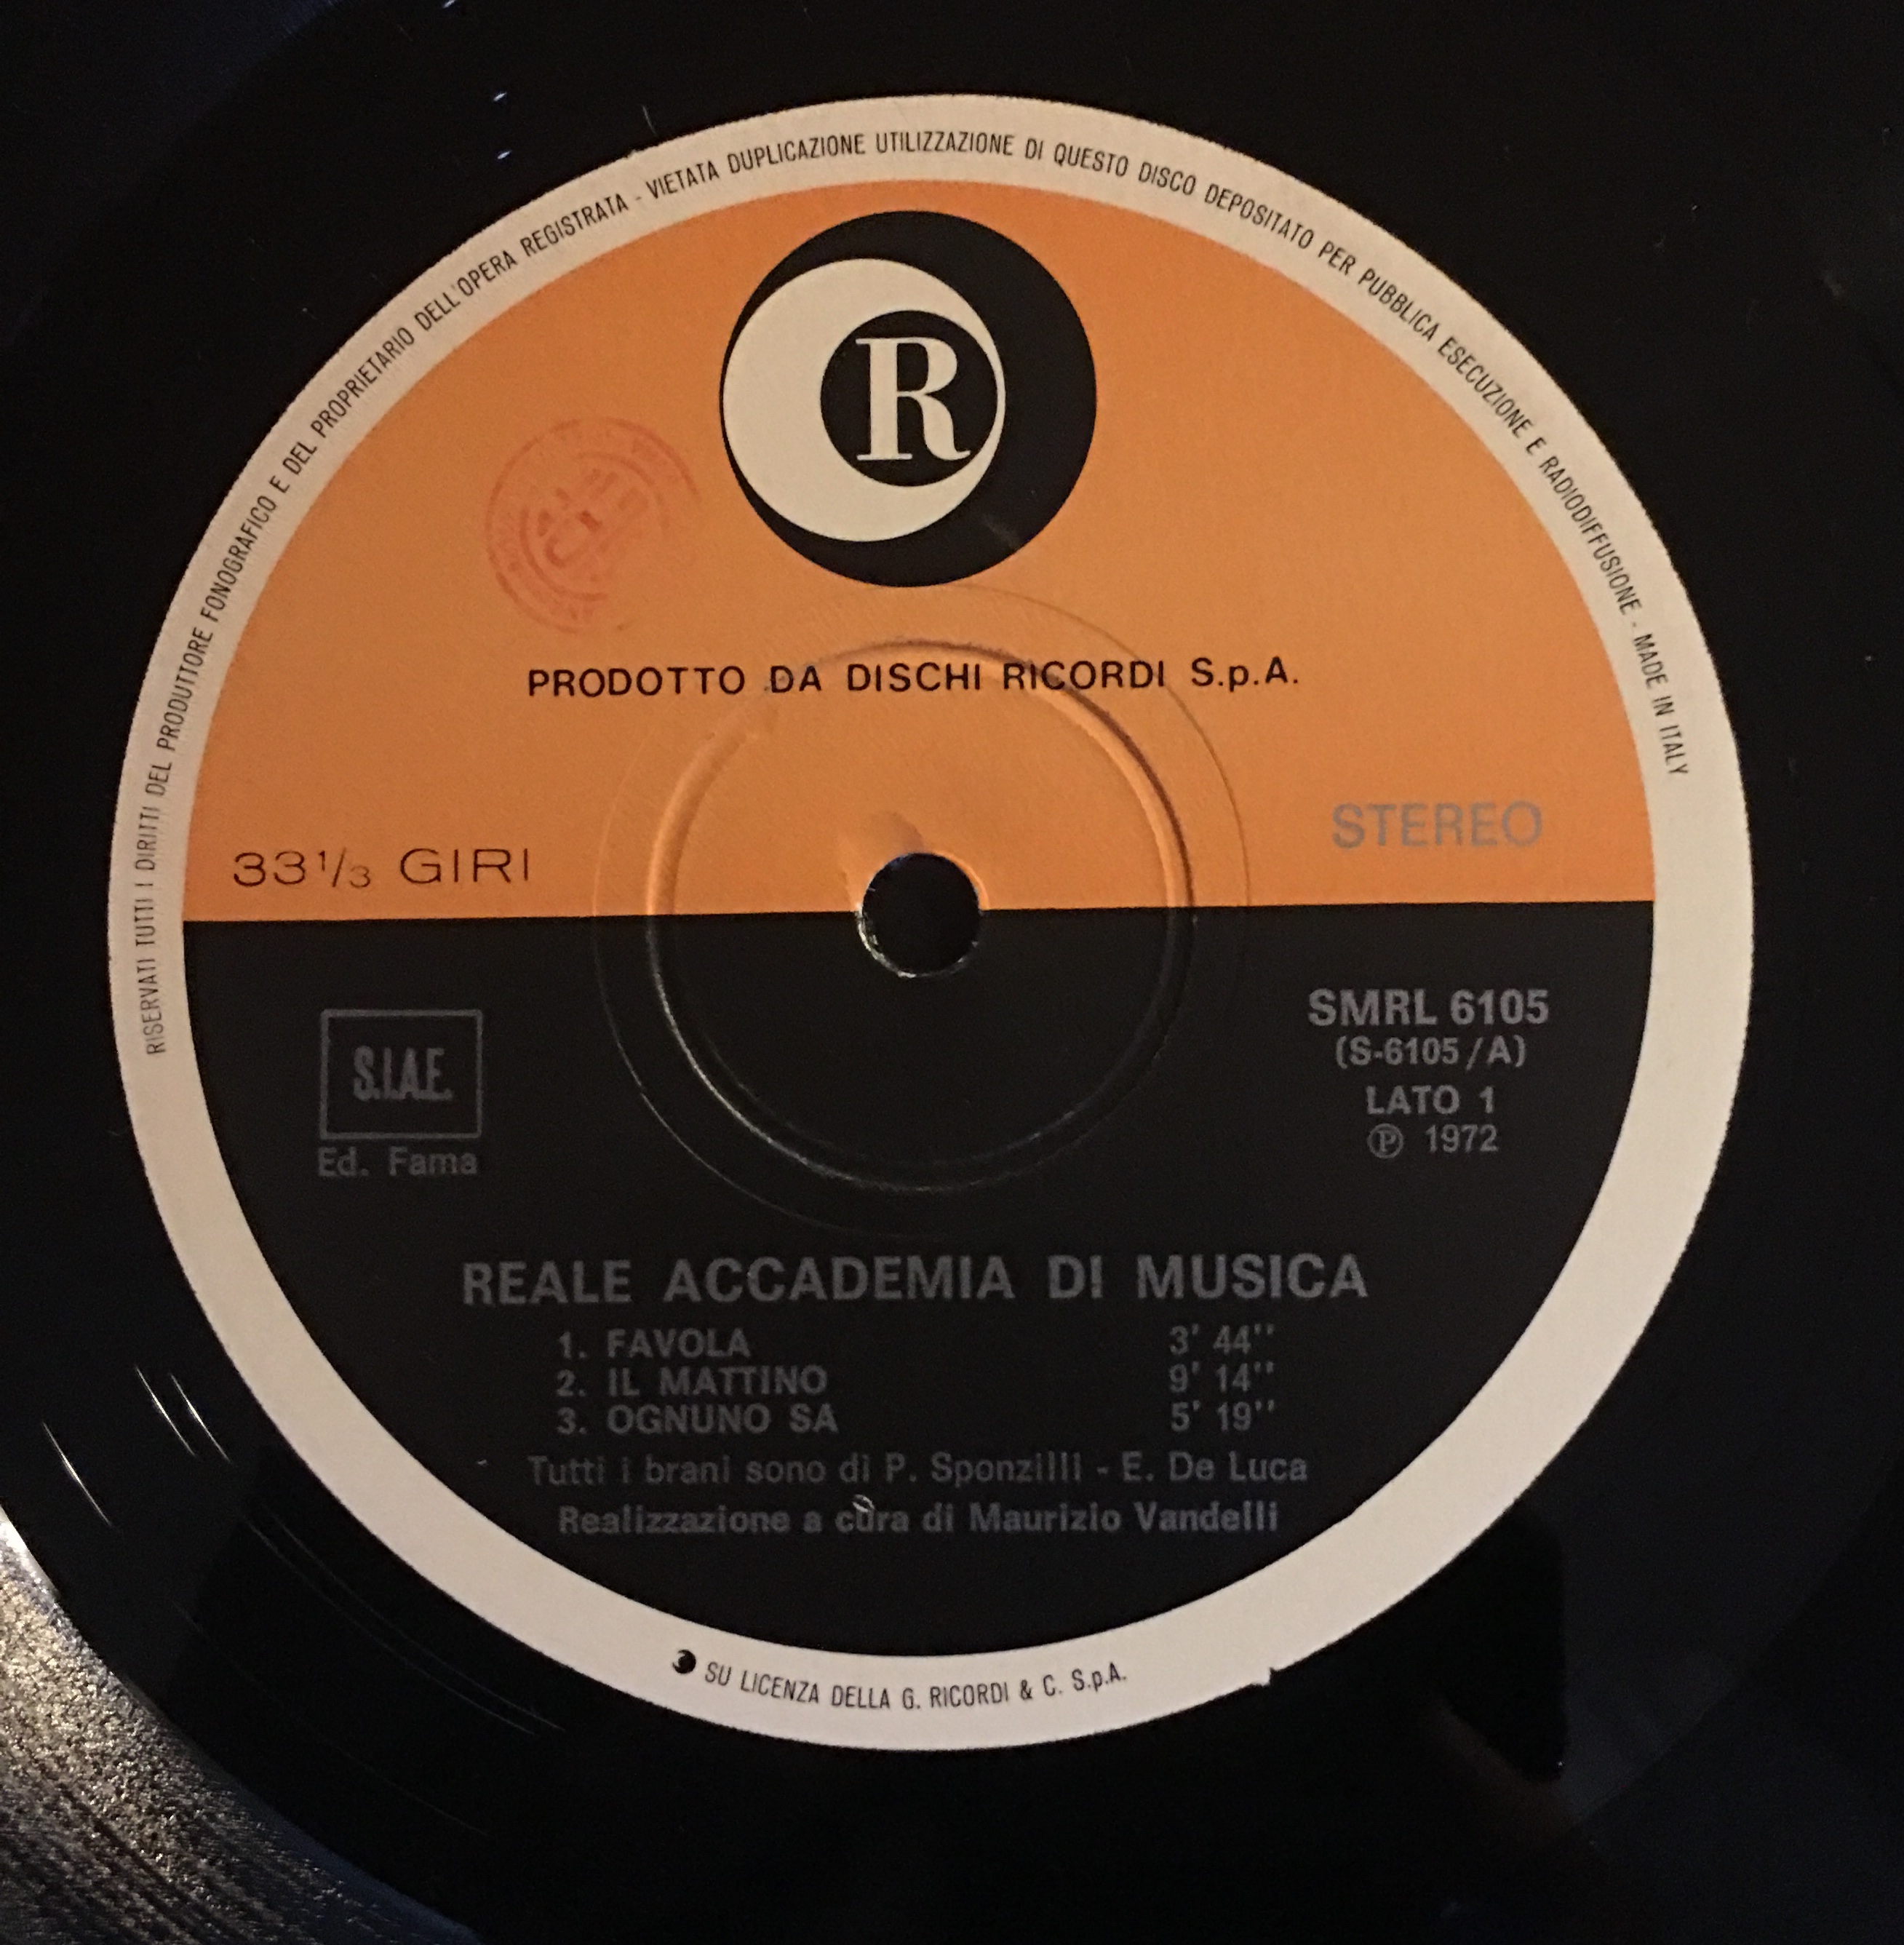 RISERVATI TUTTI I DIRITTI DEL PRODUTTORE FONOGRAFICO E DEL PROPRIETARIO DELL'OPERA REGISTRATA - VIETATA DUPLICAZIONE UTILIZZAZIONE DI QUESTO DISCO DEPOSITATO PER PUBBLICA ESECUZIONE E RADIODIFFUSIONE - MADE IN ITALY
R
PRODOTTO DA DISCHI RICORDI S.p.A.
STEREO
33 1/3 GIRI
S.I.A.E.
Ed. Fama
SMRL 6105
(S-6105/A)
LATO 1
Ⓟ 1972
REALE ACCADEMIA DI MUSICA
1. FAVOLA 3' 44''
2. IL MATTINO 9' 14''
3. OGNUNO SA 5' 19''
Tutti i brani sono di P. Sponzilli - E. De Luca
Realizzazione a cura di Maurizio Vandelli
SU LICENZA DELLA G. RICORDI & C. S.p.A.